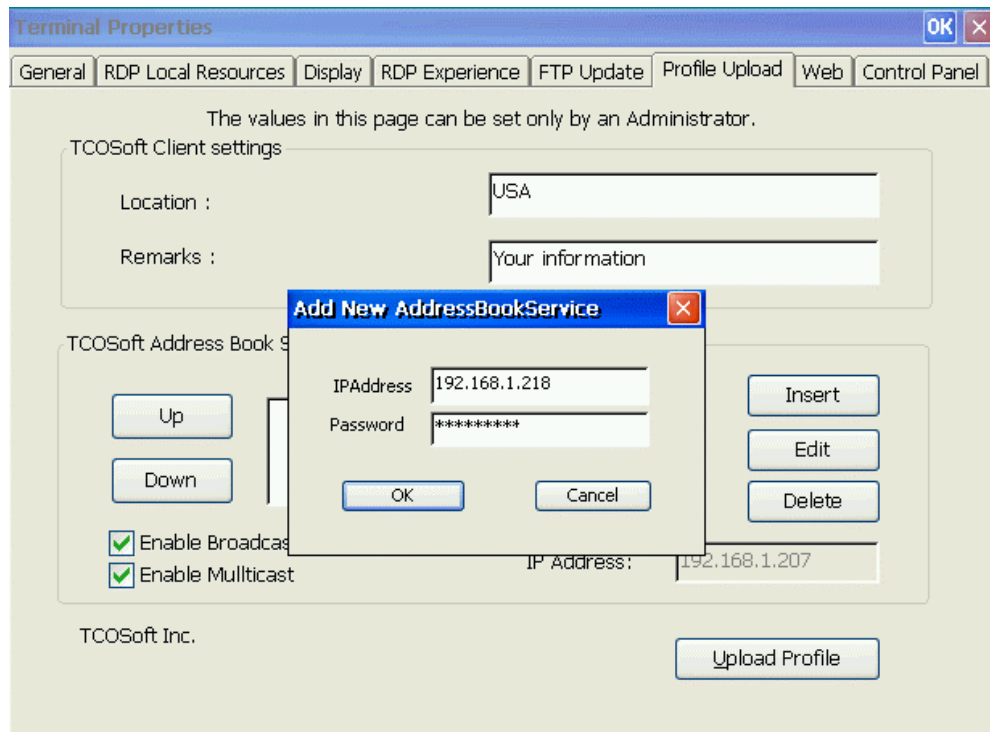 Terminal Properties OK
General RDP Local Resources Display RDP Experience FTP Update Profile Upload Web Control Panel
The values in this page can be set only by an Administrator.
TCOSoft Client settings
Location : USA
Remarks : Your information
Add New AddressBookService
TCOSoft Address Book S
IPAddress 192.168.1.218
Password *********
OK Cancel
Up
Down
Insert
Edit
Delete
Enable Broadcas
Enable Mullticast
IP Address: 192.168.1.207
TCOSoft Inc.
Upload Profile